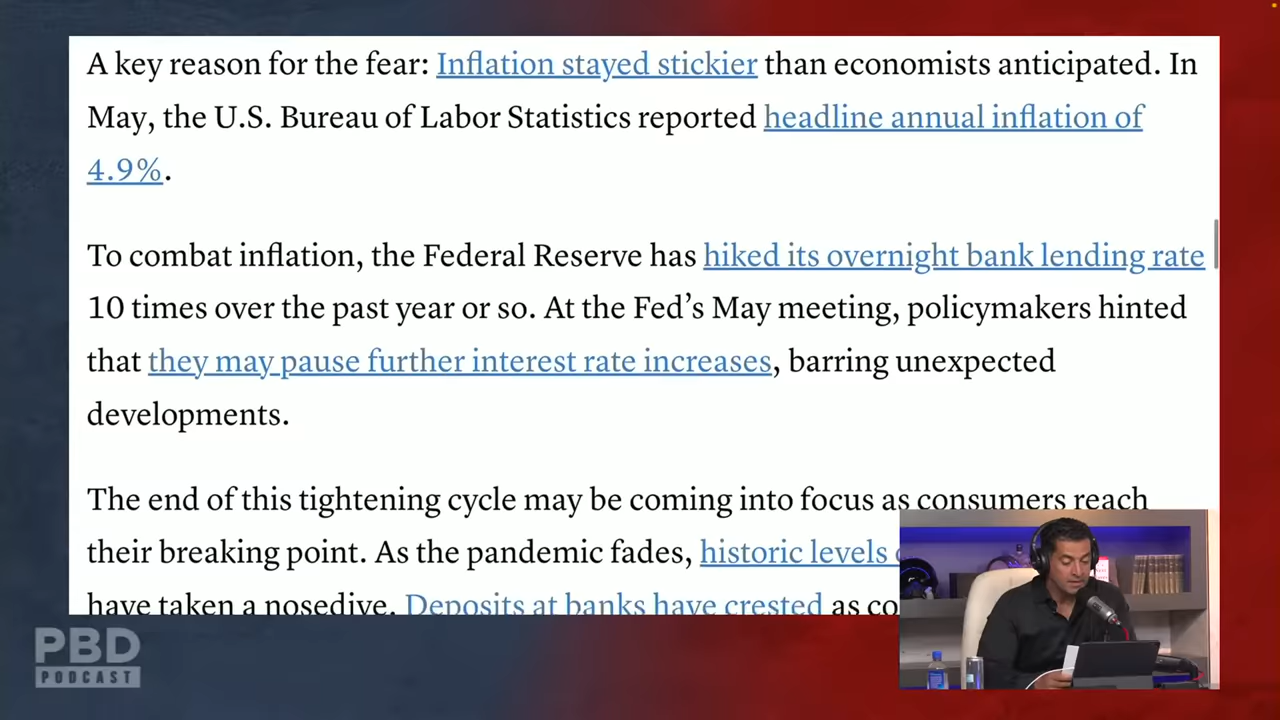 A key reason for the fear: Inflation stayed stickier than economists anticipated. In
May, the U.S. Bureau of Labor Statistics reported headline annual inflation of
4.9%.
To combat inflation, the Federal Reserve has hiked its overnight bank lending rate
10 times over the past year or so. At the Fed’s May meeting, policymakers hinted
that they may pause further interest rate increases, barring unexpected
developments.
The end of this tightening cycle may be coming into focus as consumers reach
their breaking point. As the pandemic fades, historic levels
have taken a nosedive. Deposits at banks have crested as
PBD
PODCAST